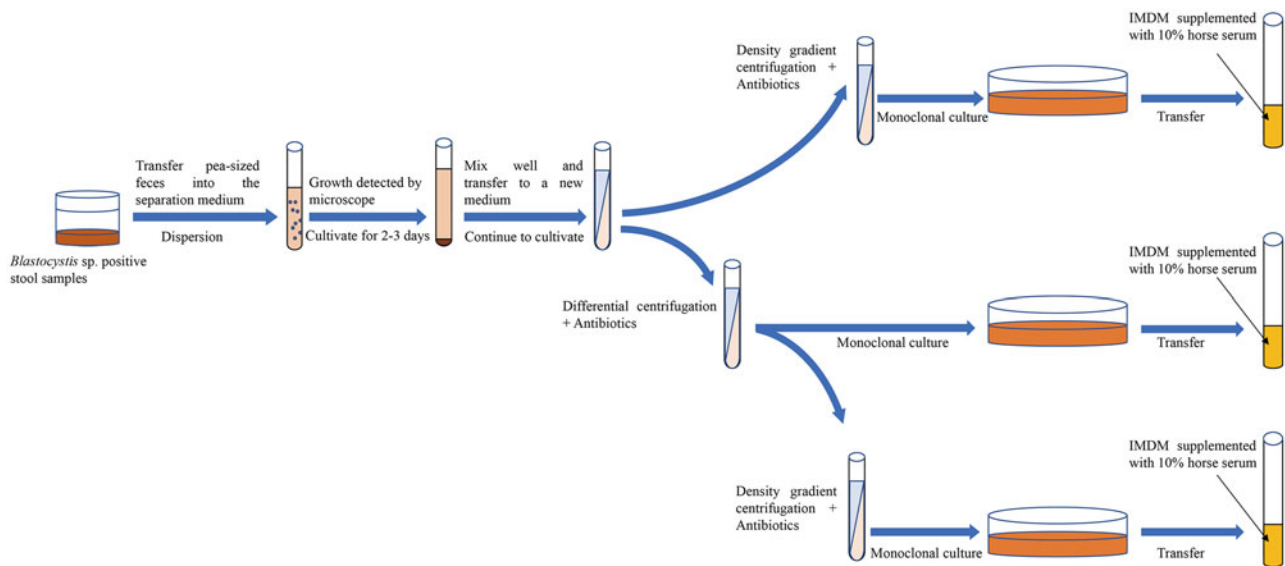 Blastocystis sp. positive
stool samples
Transfer pea-sized
feces into the
separation medium
Dispersion
Growth detected by
microscope
Cultivate for 2-3 days
Mix well and
transfer to a new
medium
Continue to cultivate
Density gradient
centrifugation +
Antibiotics
Monoclonal culture
Transfer
IMDM supplemented
with 10% horse serum
Differential centrifugation
+ Antibiotics
Monoclonal culture
Transfer
IMDM supplemented
with 10% horse serum
Density gradient
centrifugation +
Antibiotics
Monoclonal culture
Transfer
IMDM supplemented
with 10% horse serum